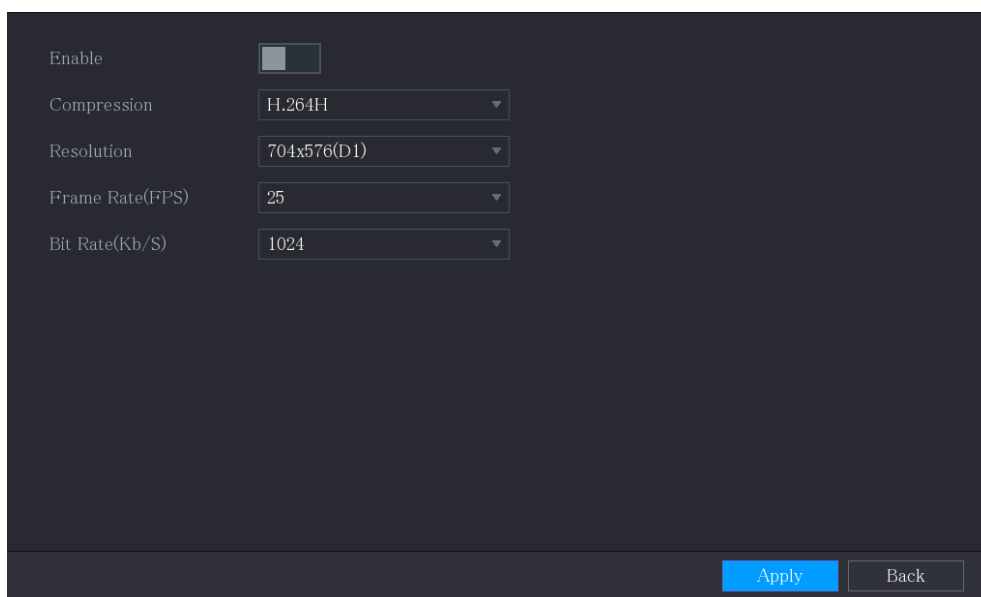 Enable
Compression H.264H
Resolution 704x576(D1)
Frame Rate(FPS) 25
Bit Rate(Kb/S) 1024
Apply Back